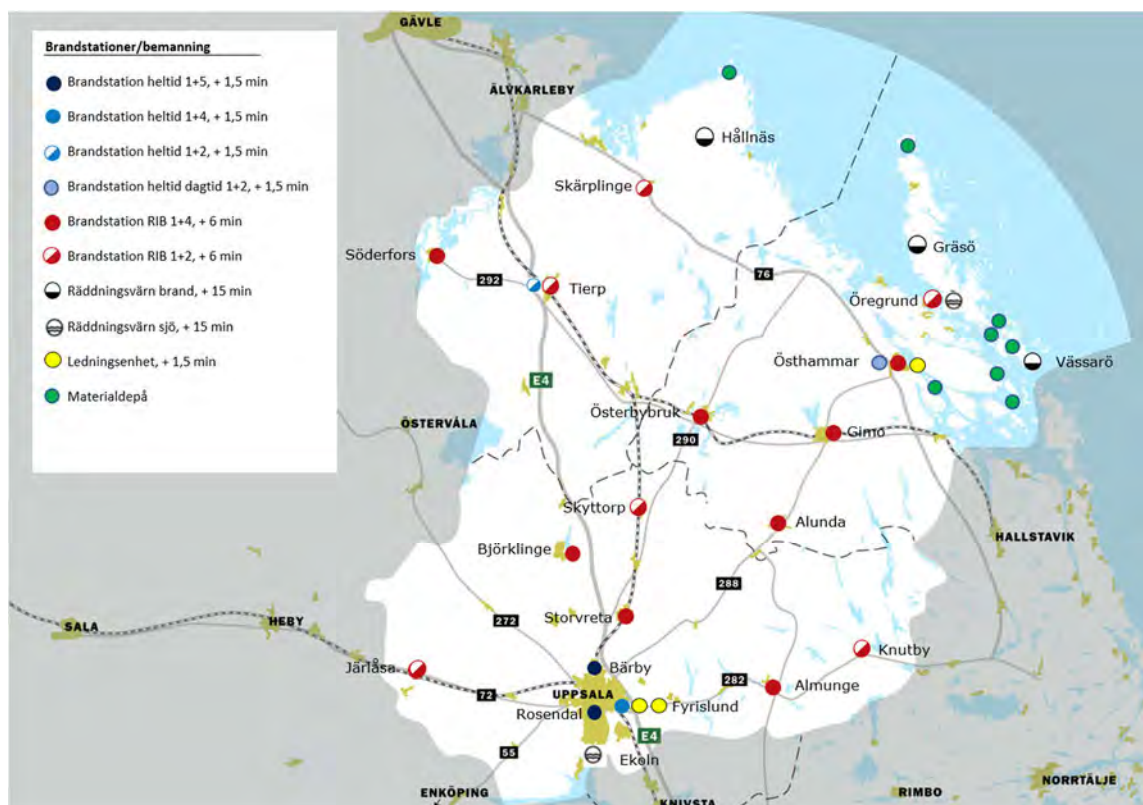 Brandstationer/bemanning
Brandstation heltid 1+5, + 1,5 min
Brandstation heltid 1+4, + 1,5 min
Brandstation heltid 1+2, + 1,5 min
Brandstation heltid dagtid 1+2, + 1,5 min
Brandstation RIB 1+4, + 6 min
Brandstation RIB 1+2, + 6 min
Räddningsvärn brand, + 15 min
Räddningsvärn sjö, + 15 min
Ledningsenhet, + 1,5 min
Materialdepå
GÄVLE
ÄLVKARLEBY
Hållnäs
Skärplinge
Söderfors
292
Tierp
76
Gräsö
Öregrund
Östhammar
Vässarö
E4
ÖSTERVÅLA
Österbybruk
290
Gimo
Skyttorp
Alunda
HALLSTAVIK
Björklinge
288
Storvreta
272
SALA
HEBY
Järlåsa
Bärby
Knutby
72
UPPSALA
282
Almunge
Rosendal
Fyrislund
E4
55
Ekoln
ENKÖPING
KNIVSTA
RIMBO
NORRTÄLJE